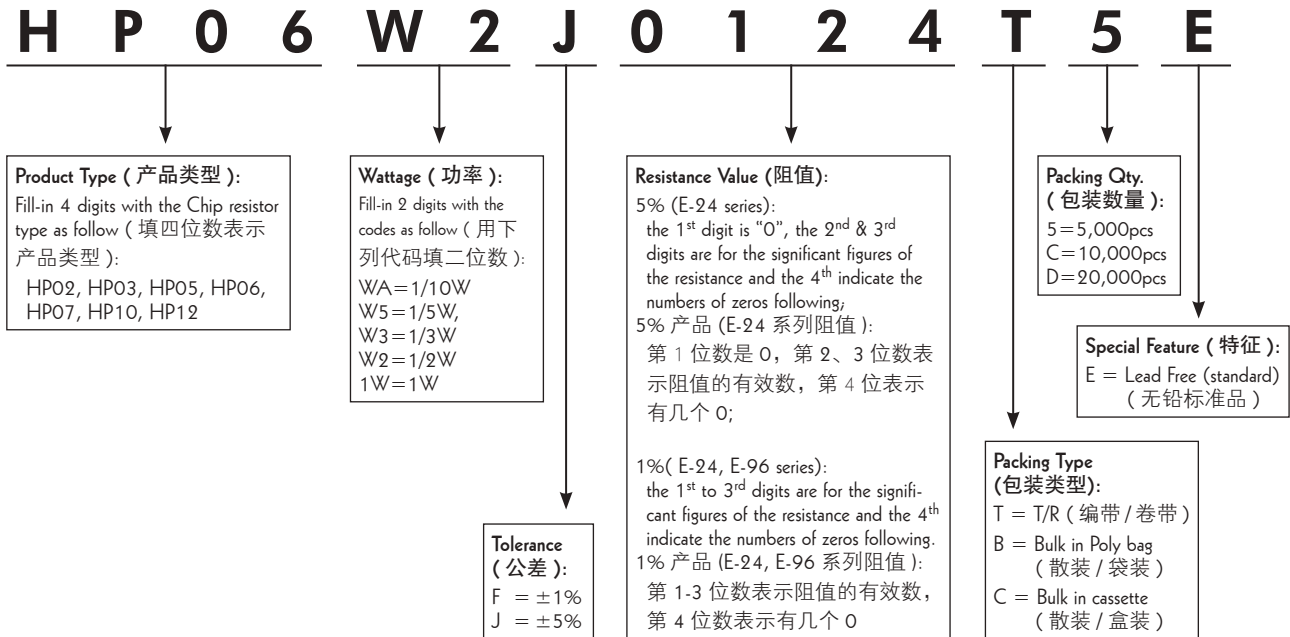 H P 0 6 W 2 J 0 1 2 4 T 5 E
Product Type ( 产品类型 ):
Fill-in 4 digits with the Chip resistor
type as follow ( 填四位数表示
产品类型 ):
HP02, HP03, HP05, HP06,
HP07, HP10, HP12
Wattage ( 功率 ):
Fill-in 2 digits with the
codes as follow ( 用下
列代码填二位数 ):
WA=1/10W
W5=1/5W,
W3=1/3W
W2=1/2W
1W=1W
Tolerance
( 公差 ):
F = ±1%
J = ±5%
Resistance Value (阻值):
5% (E-24 series):
the 1st digit is “0”, the 2nd & 3rd
digits are for the significant figures of
the resistance and the 4th indicate the
numbers of zeros following;
5% 产品 (E-24 系列阻值 ):
第 1 位数是 0，第 2、3 位数表
示阻值的有效数，第 4 位表示
有几个 0;
1%( E-24, E-96 series):
the 1st to 3rd digits are for the signifi-
cant figures of the resistance and the 4th
indicate the numbers of zeros following.
1% 产品 (E-24, E-96 系列阻值 ):
第 1-3 位数表示阻值的有效数，
第 4 位数表示有几个 0
Packing Type
(包装类型):
T = T/R ( 编带 / 卷带 )
B = Bulk in Poly bag
( 散装 / 袋装 )
C = Bulk in cassette
( 散装 / 盒装 )
Packing Qty.
( 包装数量 ):
5=5,000pcs
C=10,000pcs
D=20,000pcs
Special Feature ( 特征 ):
E = Lead Free (standard)
( 无铅标准品 )